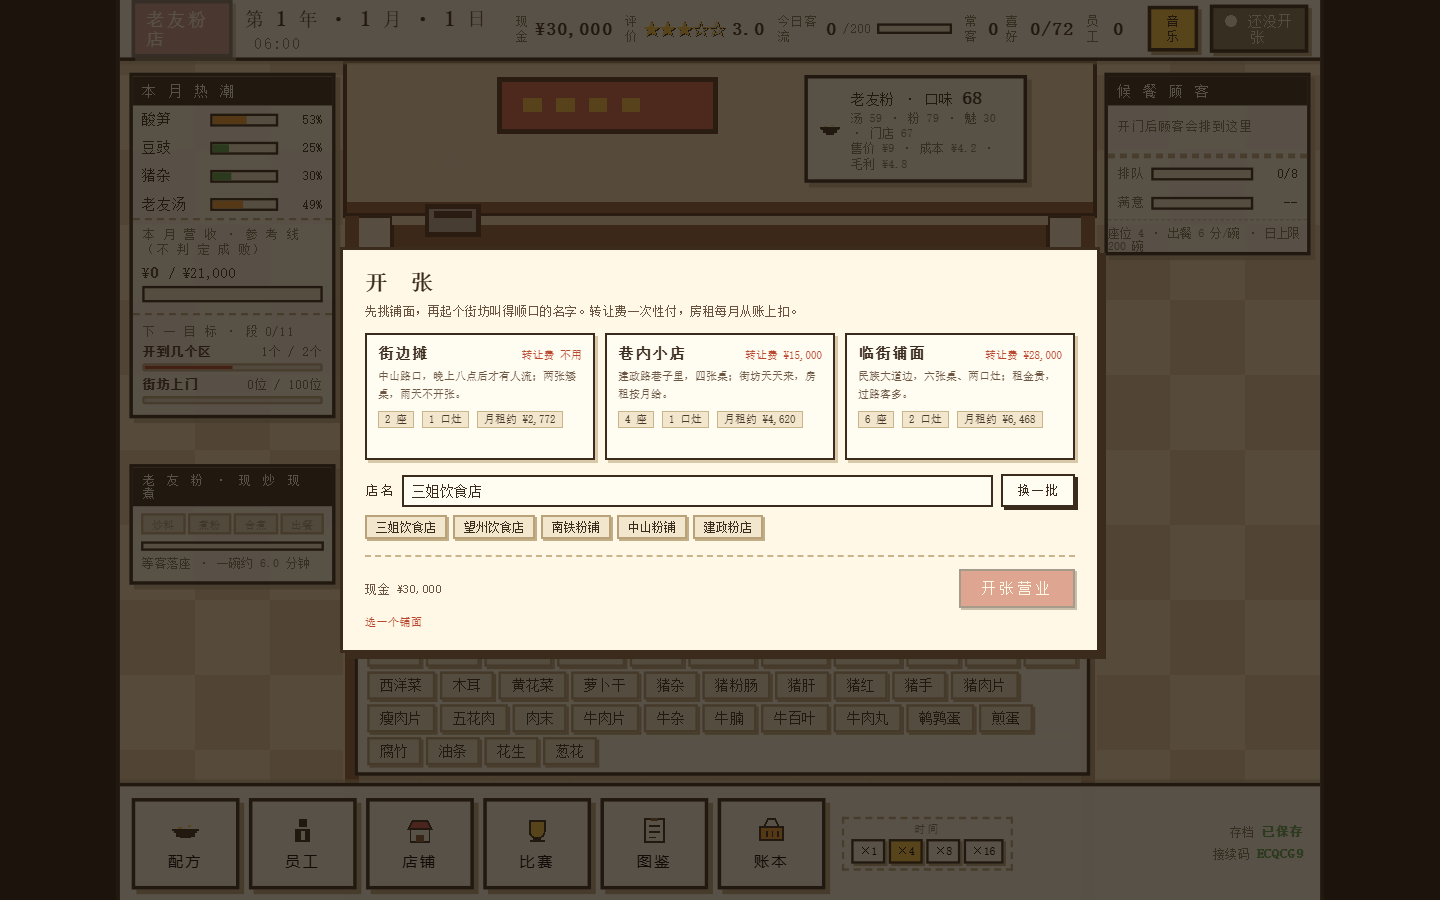 老友粉店
第 1 年 · 1 月 · 1 日
06:00
现金 ¥30,000
评价 3.0
今日客流 0 /200
常客 0
喜好 0/72
员工 0
音乐
还没开张
本月热潮
酸笋 53%
豆豉 25%
猪杂 30%
老友汤 49%
本月营收 · 参考线
(不判定成败)
¥0 / ¥21,000
下一目标 · 段 0/11
开到几个区 1个 / 2个
街坊上门 0位 / 100位
老友粉 · 现炒现煮
炒料 煮粉 合煮 出餐
等客落座 · 一碗约 6.0 分钟
老友粉 · 口味 68
汤 59 · 粉 79 · 魅 30
· 门店 67
售价 ¥9 · 成本 ¥4.2 ·
毛利 ¥4.8
候餐顾客
开门后顾客会排到这里
排队 0/8
满意 --
座位 4 · 出餐 6 分/碗 · 日上限
200 碗
开 张
先挑铺面，再起个街坊叫得顺口的名字。转让费一次性付，房租每月从账上扣。
街边摊 转让费 不用
中山路口，晚上八点后才有人流；两张矮
桌，雨天不开张。
2 座 1 口灶 月租约 ¥2,772
巷内小店 转让费 ¥15,000
建政路巷子里，四张桌；街坊天天来，房
租按月给。
4 座 1 口灶 月租约 ¥4,620
临街铺面 转让费 ¥28,000
民族大道边，六张桌、两口灶；租金贵，
过路客多。
6 座 2 口灶 月租约 ¥6,468
店名 三姐饮食店 换一批
三姐饮食店 望州饮食店 南铁粉铺 中山粉铺 建政粉店
现金 ¥30,000
开张营业
选一个铺面
西洋菜 木耳 黄花菜 萝卜干 猪杂 猪粉肠 猪肝 猪红 猪手 猪肉片
瘦肉片 五花肉 肉末 牛肉片 牛杂 牛腩 牛百叶 牛肉丸 鹌鹑蛋 煎蛋
腐竹 油条 花生 葱花
配方 员工 店铺 比赛 图鉴 账本
时间
×1 ×4 ×8 ×16
存档 已保存
接续码 ECQCG9